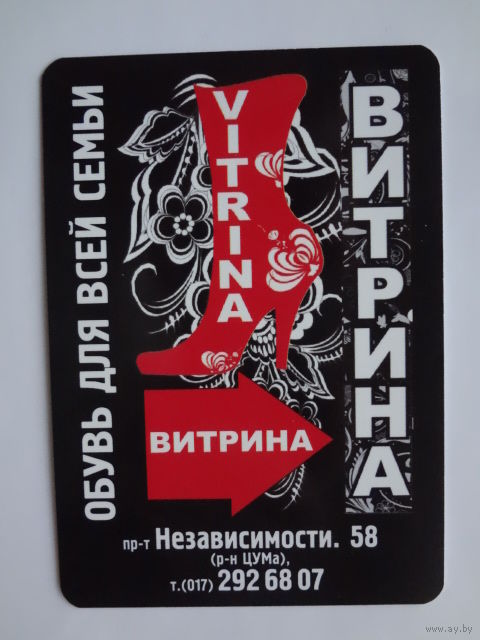 ОБУВЬ ДЛЯ ВСЕЙ СЕМЬИ
VITRINA
ВИТРИНА
ВИТРИНА
пр-т Независимости. 58
(р-н ЦУМа),
т.(017) 292 68 07
www.ay.by